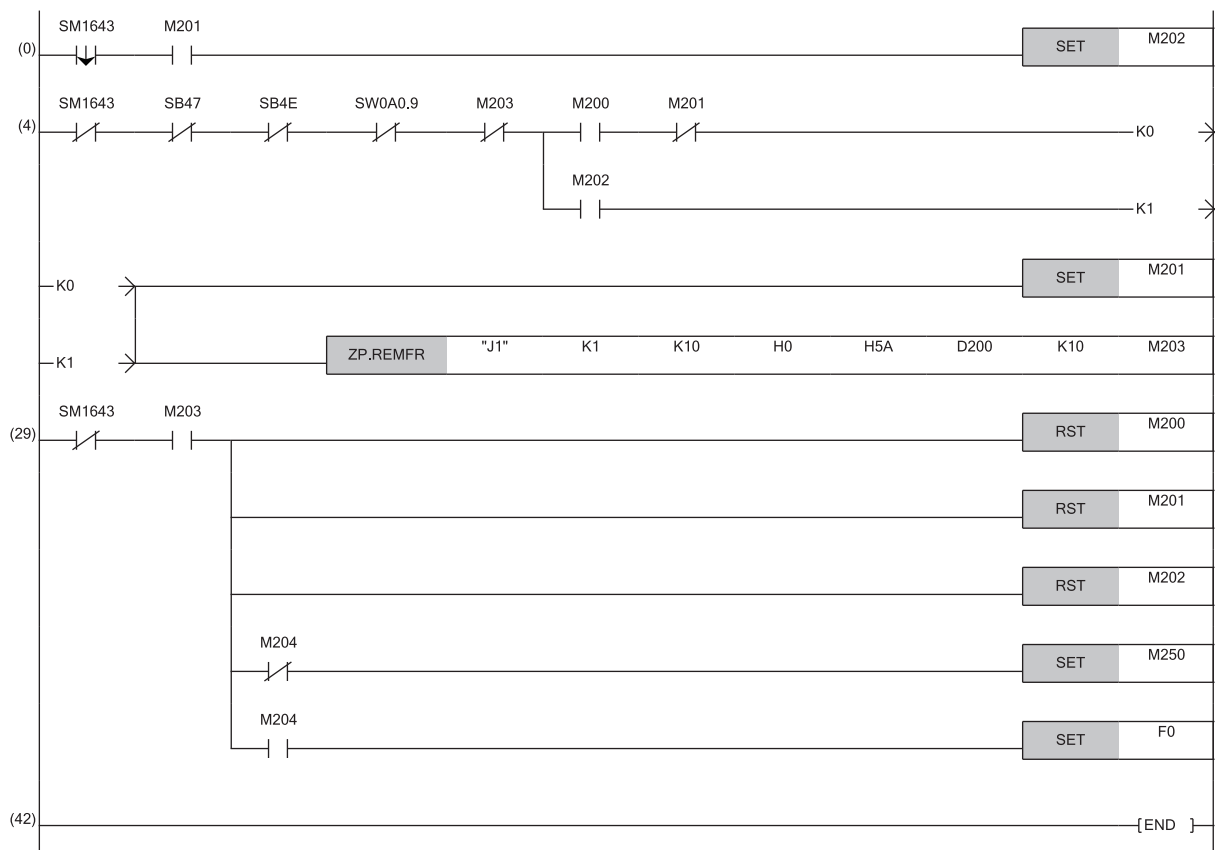 SM1643 M201
(0) SET M202
SM1643 SB47 SB4E SW0A0.9 M203 M200 M201
(4) K0
M202
K1
K0 SET M201
K1 ZP.REMFR "J1" K1 K10 H0 H5A D200 K10 M203
SM1643 M203
(29) RST M200
RST M201
RST M202
M204
SET M250
M204
SET F0
(42) [END ]